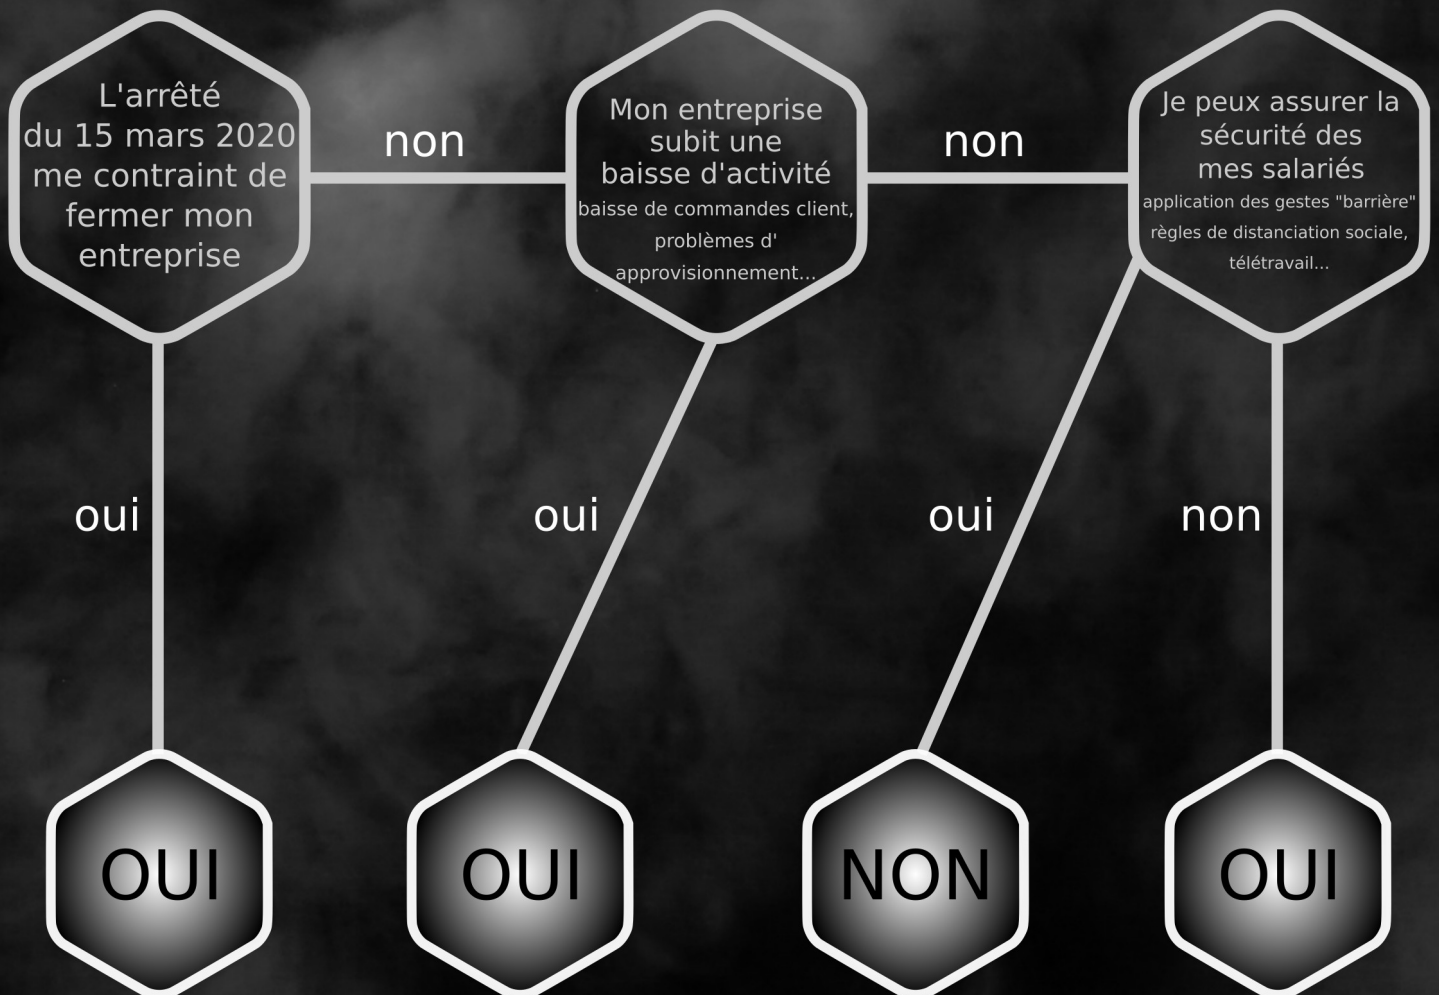 L'arrêté
du 15 mars 2020
me contraint de
fermer mon
entreprise
non
Mon entreprise
subit une
baisse d'activité
baisse de commandes client,
problèmes d'
approvisionnement...
non
Je peux assurer la
sécurité des
mes salariés
application des gestes "barrière"
règles de distanciation sociale,
télétravail...
oui
oui
oui
non
OUI
OUI
NON
OUI